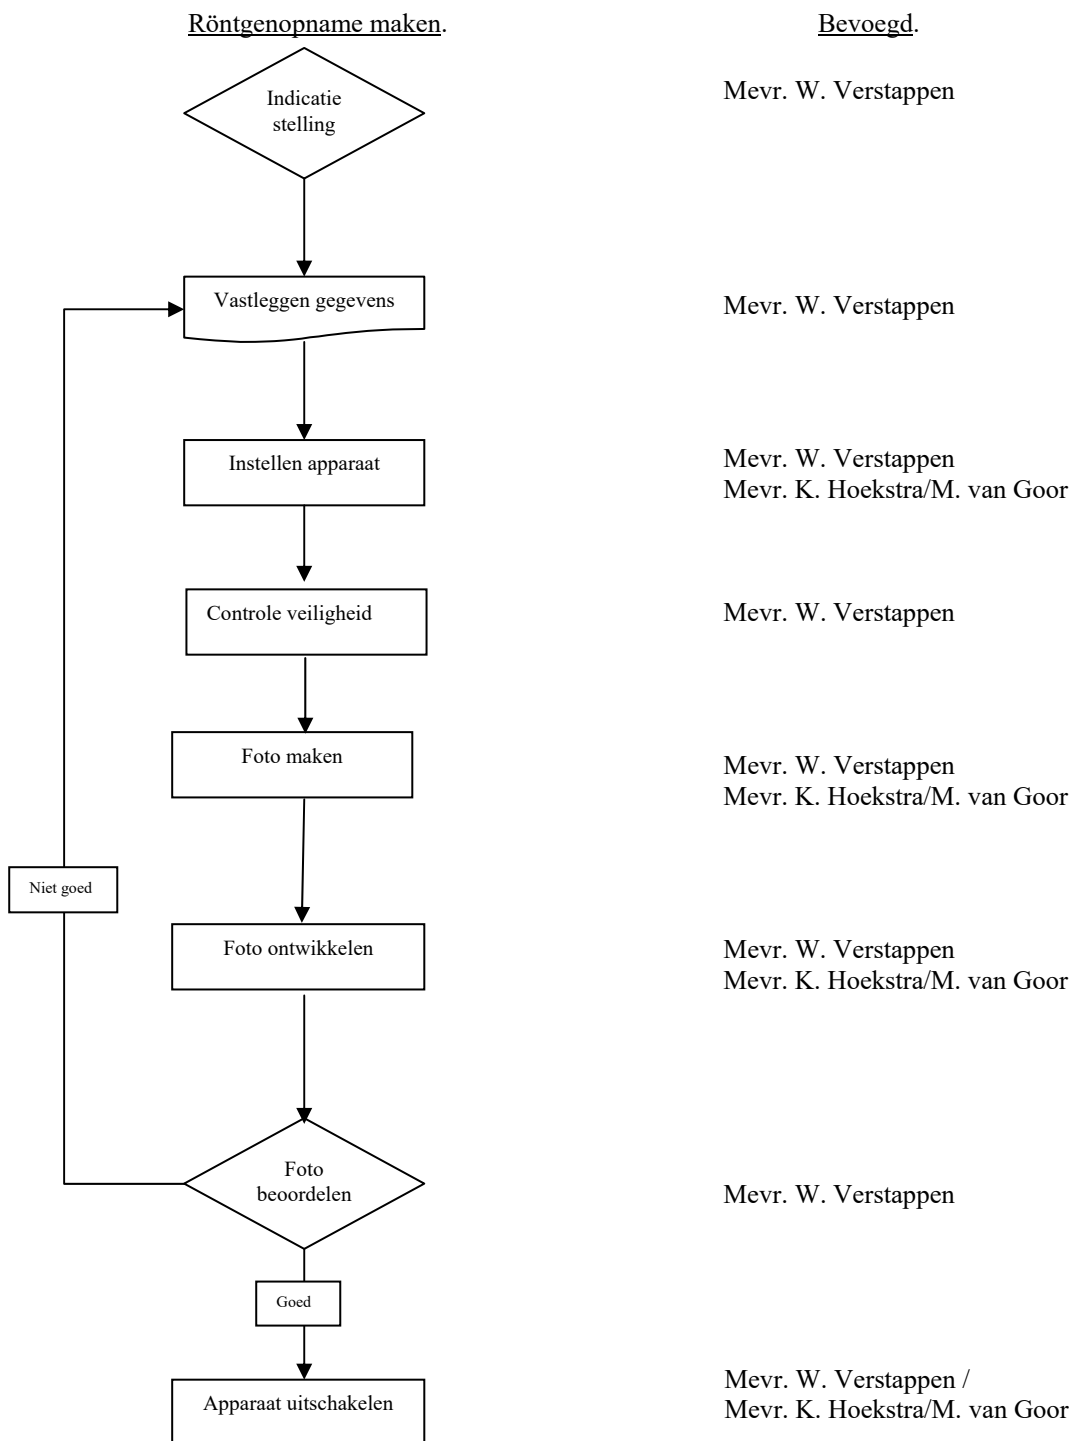 Röntgenopname maken.
Bevoegd.
Indicatie
stelling
Mevr. W. Verstappen
Vastleggen gegevens
Mevr. W. Verstappen
Instellen apparaat
Mevr. W. Verstappen
Mevr. K. Hoekstra/M. van Goor
Controle veiligheid
Mevr. W. Verstappen
Foto maken
Mevr. W. Verstappen
Mevr. K. Hoekstra/M. van Goor
Niet goed
Foto ontwikkelen
Mevr. W. Verstappen
Mevr. K. Hoekstra/M. van Goor
Foto
beoordelen
Mevr. W. Verstappen
Goed
Apparaat uitschakelen
Mevr. W. Verstappen /
Mevr. K. Hoekstra/M. van Goor